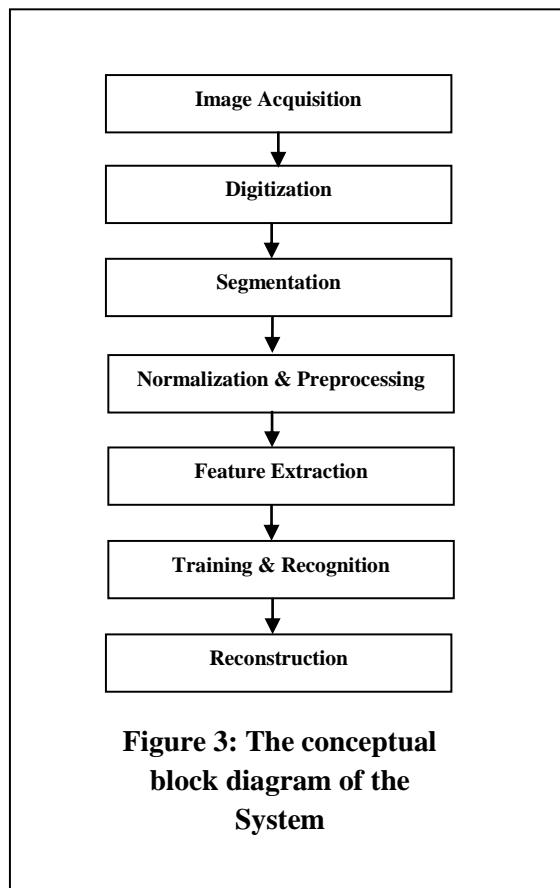 Image Acquisition
Digitization
Segmentation
Normalization & Preprocessing
Feature Extraction
Training & Recognition
Reconstruction
Figure 3: The conceptual
block diagram of the
System